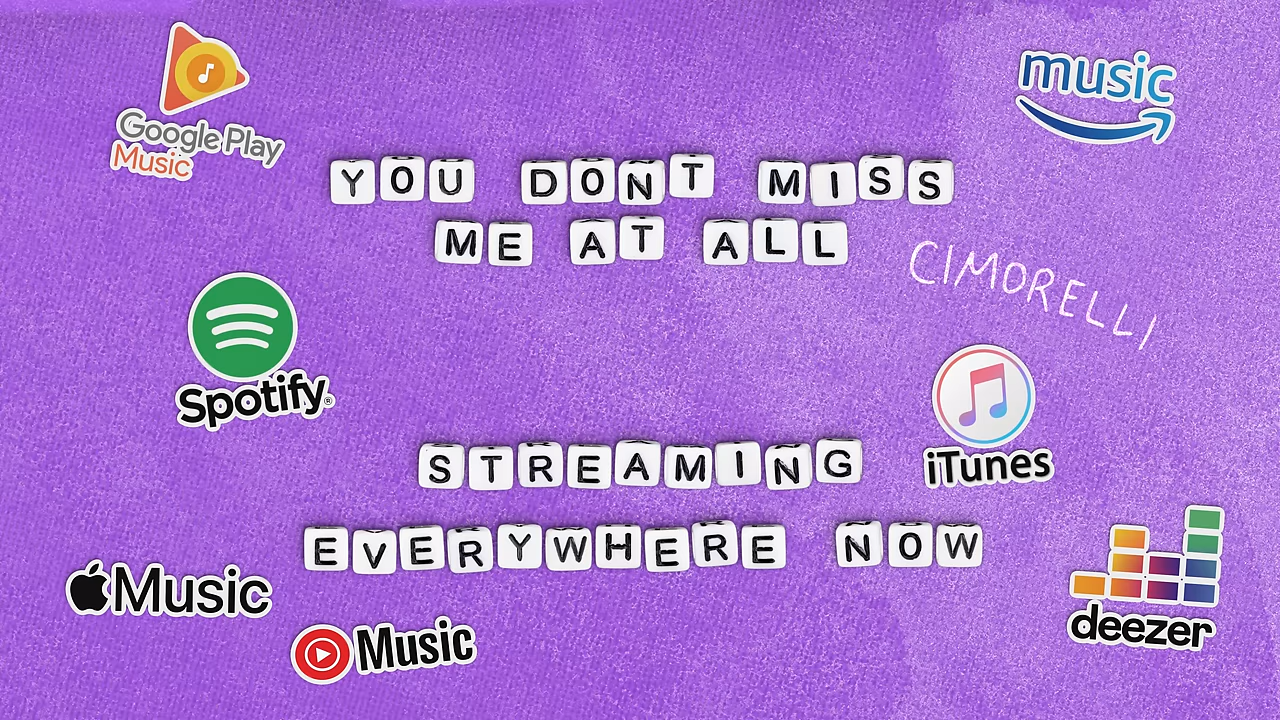 Google Play
Music
music
YOU DONT MISS
ME AT ALL
CIMORELLI
Spotify®
iTunes
STREAMING
EVERYWHERE NOW
Music
deezer
Music